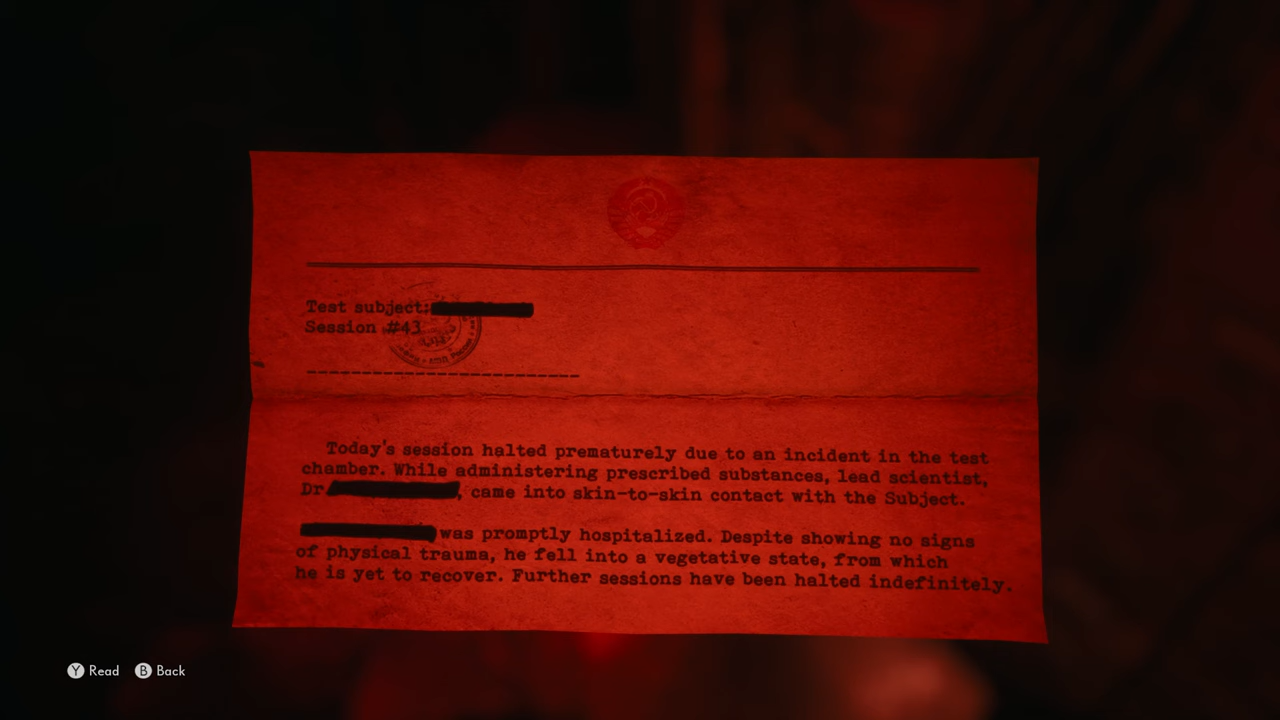 Test subject:
Session #43
Today's session halted prematurely due to an incident in the test
chamber. While administering prescribed substances, lead scientist,
Dr , came into skin-to-skin contact with the Subject.
was promptly hospitalized. Despite showing no signs
of physical trauma, he fell into a vegetative state, from which
he is yet to recover. Further sessions have been halted indefinitely.
Y Read B Back